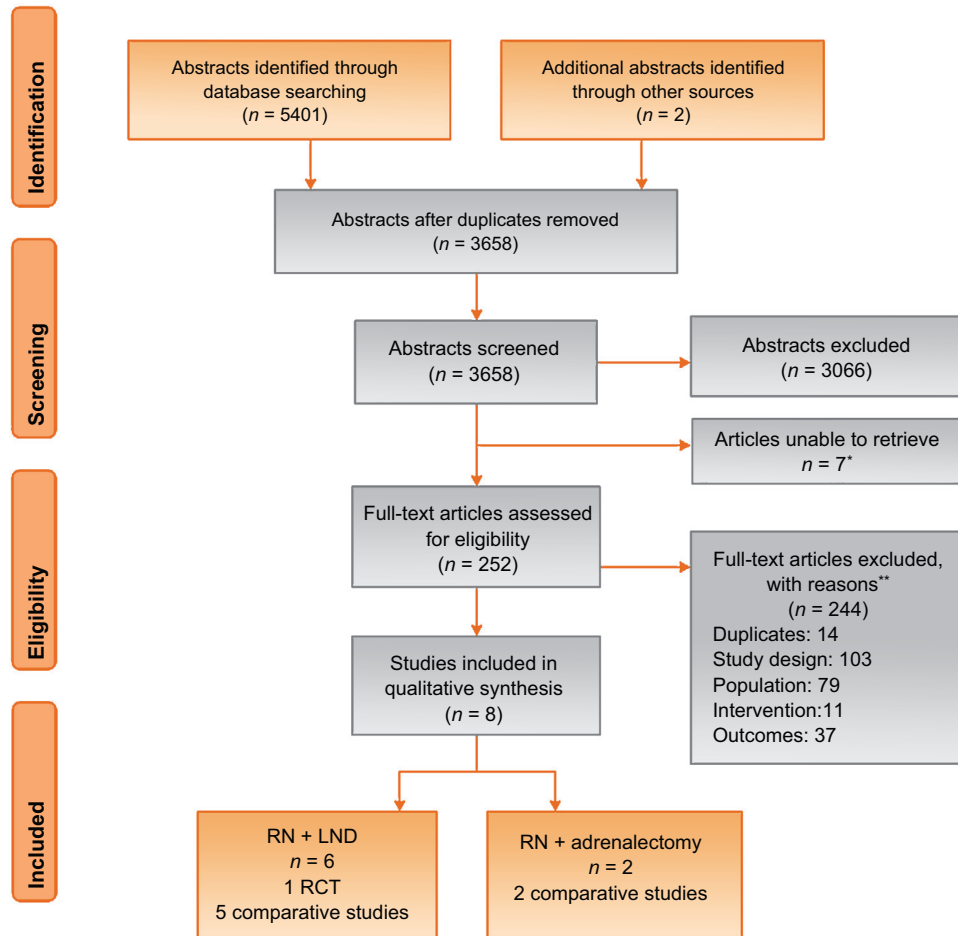 Identification
Abstracts identified through
database searching
(n = 5401)
Additional abstracts identified
through other sources
(n = 2)
Abstracts after duplicates removed
(n = 3658)
Screening
Abstracts screened
(n = 3658)
Abstracts excluded
(n = 3066)
Articles unable to retrieve
n = 7*
Eligibility
Full-text articles assessed
for eligibility
(n = 252)
Full-text articles excluded,
with reasons**
(n = 244)
Duplicates: 14
Study design: 103
Population: 79
Intervention:11
Outcomes: 37
Studies included in
qualitative synthesis
(n = 8)
Included
RN + LND
n = 6
1 RCT
5 comparative studies
RN + adrenalectomy
n = 2
2 comparative studies